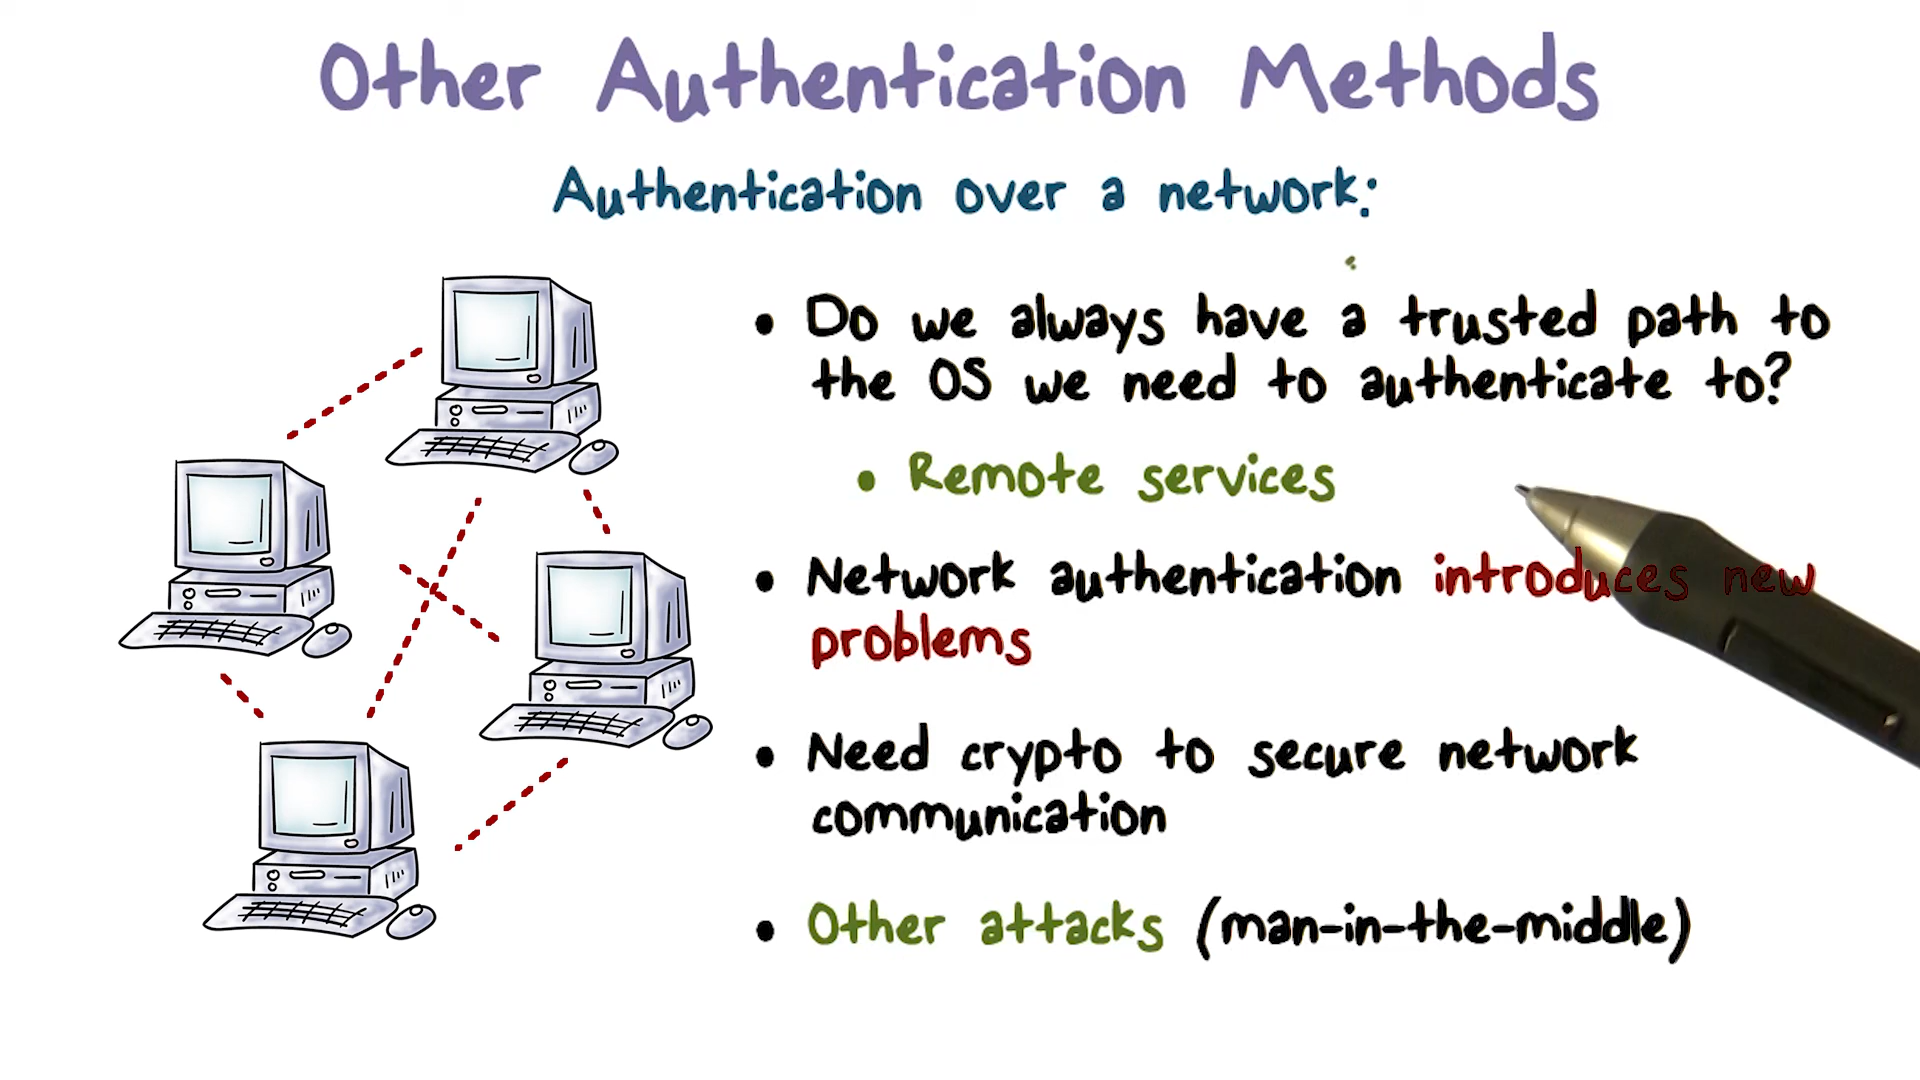 Other Authentication Methods
Authentication over a network:
• Do we always have a trusted path to
the OS we need to authenticate to?
• Remote services
• Network authentication introduces new
problems
• Need crypto to secure network
communication
• Other attacks (man-in-the-middle)